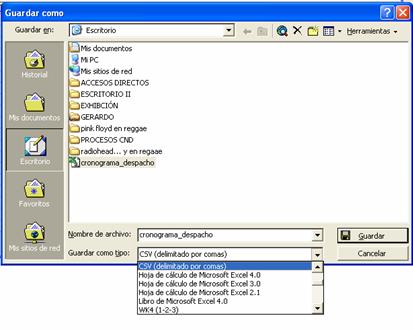 Guardar como
Guardar en:
Escritorio
Herramientas
Historial
Mis documentos
Escritorio
Favoritos
Mis sitios de red
Mis documentos
Mi PC
Mis sitios de red
ACCESOS DIRECTOS
ESCRITORIO II
EXHIBCIÓN
GERARDO
pink floyd en reggae
PROCESOS CND
radiohead... y en regaae
cronograma_despacho
Nombre de archivo:
cronograma_despacho
Guardar
Guardar como tipo:
CSV (delimitado por comas)
Cancelar
CSV (delimitado por comas)
Hoja de cálculo de Microsoft Excel 4.0
Hoja de cálculo de Microsoft Excel 3.0
Hoja de cálculo de Microsoft Excel 2.1
Libro de Microsoft Excel 4.0
WK4 (1-2-3)